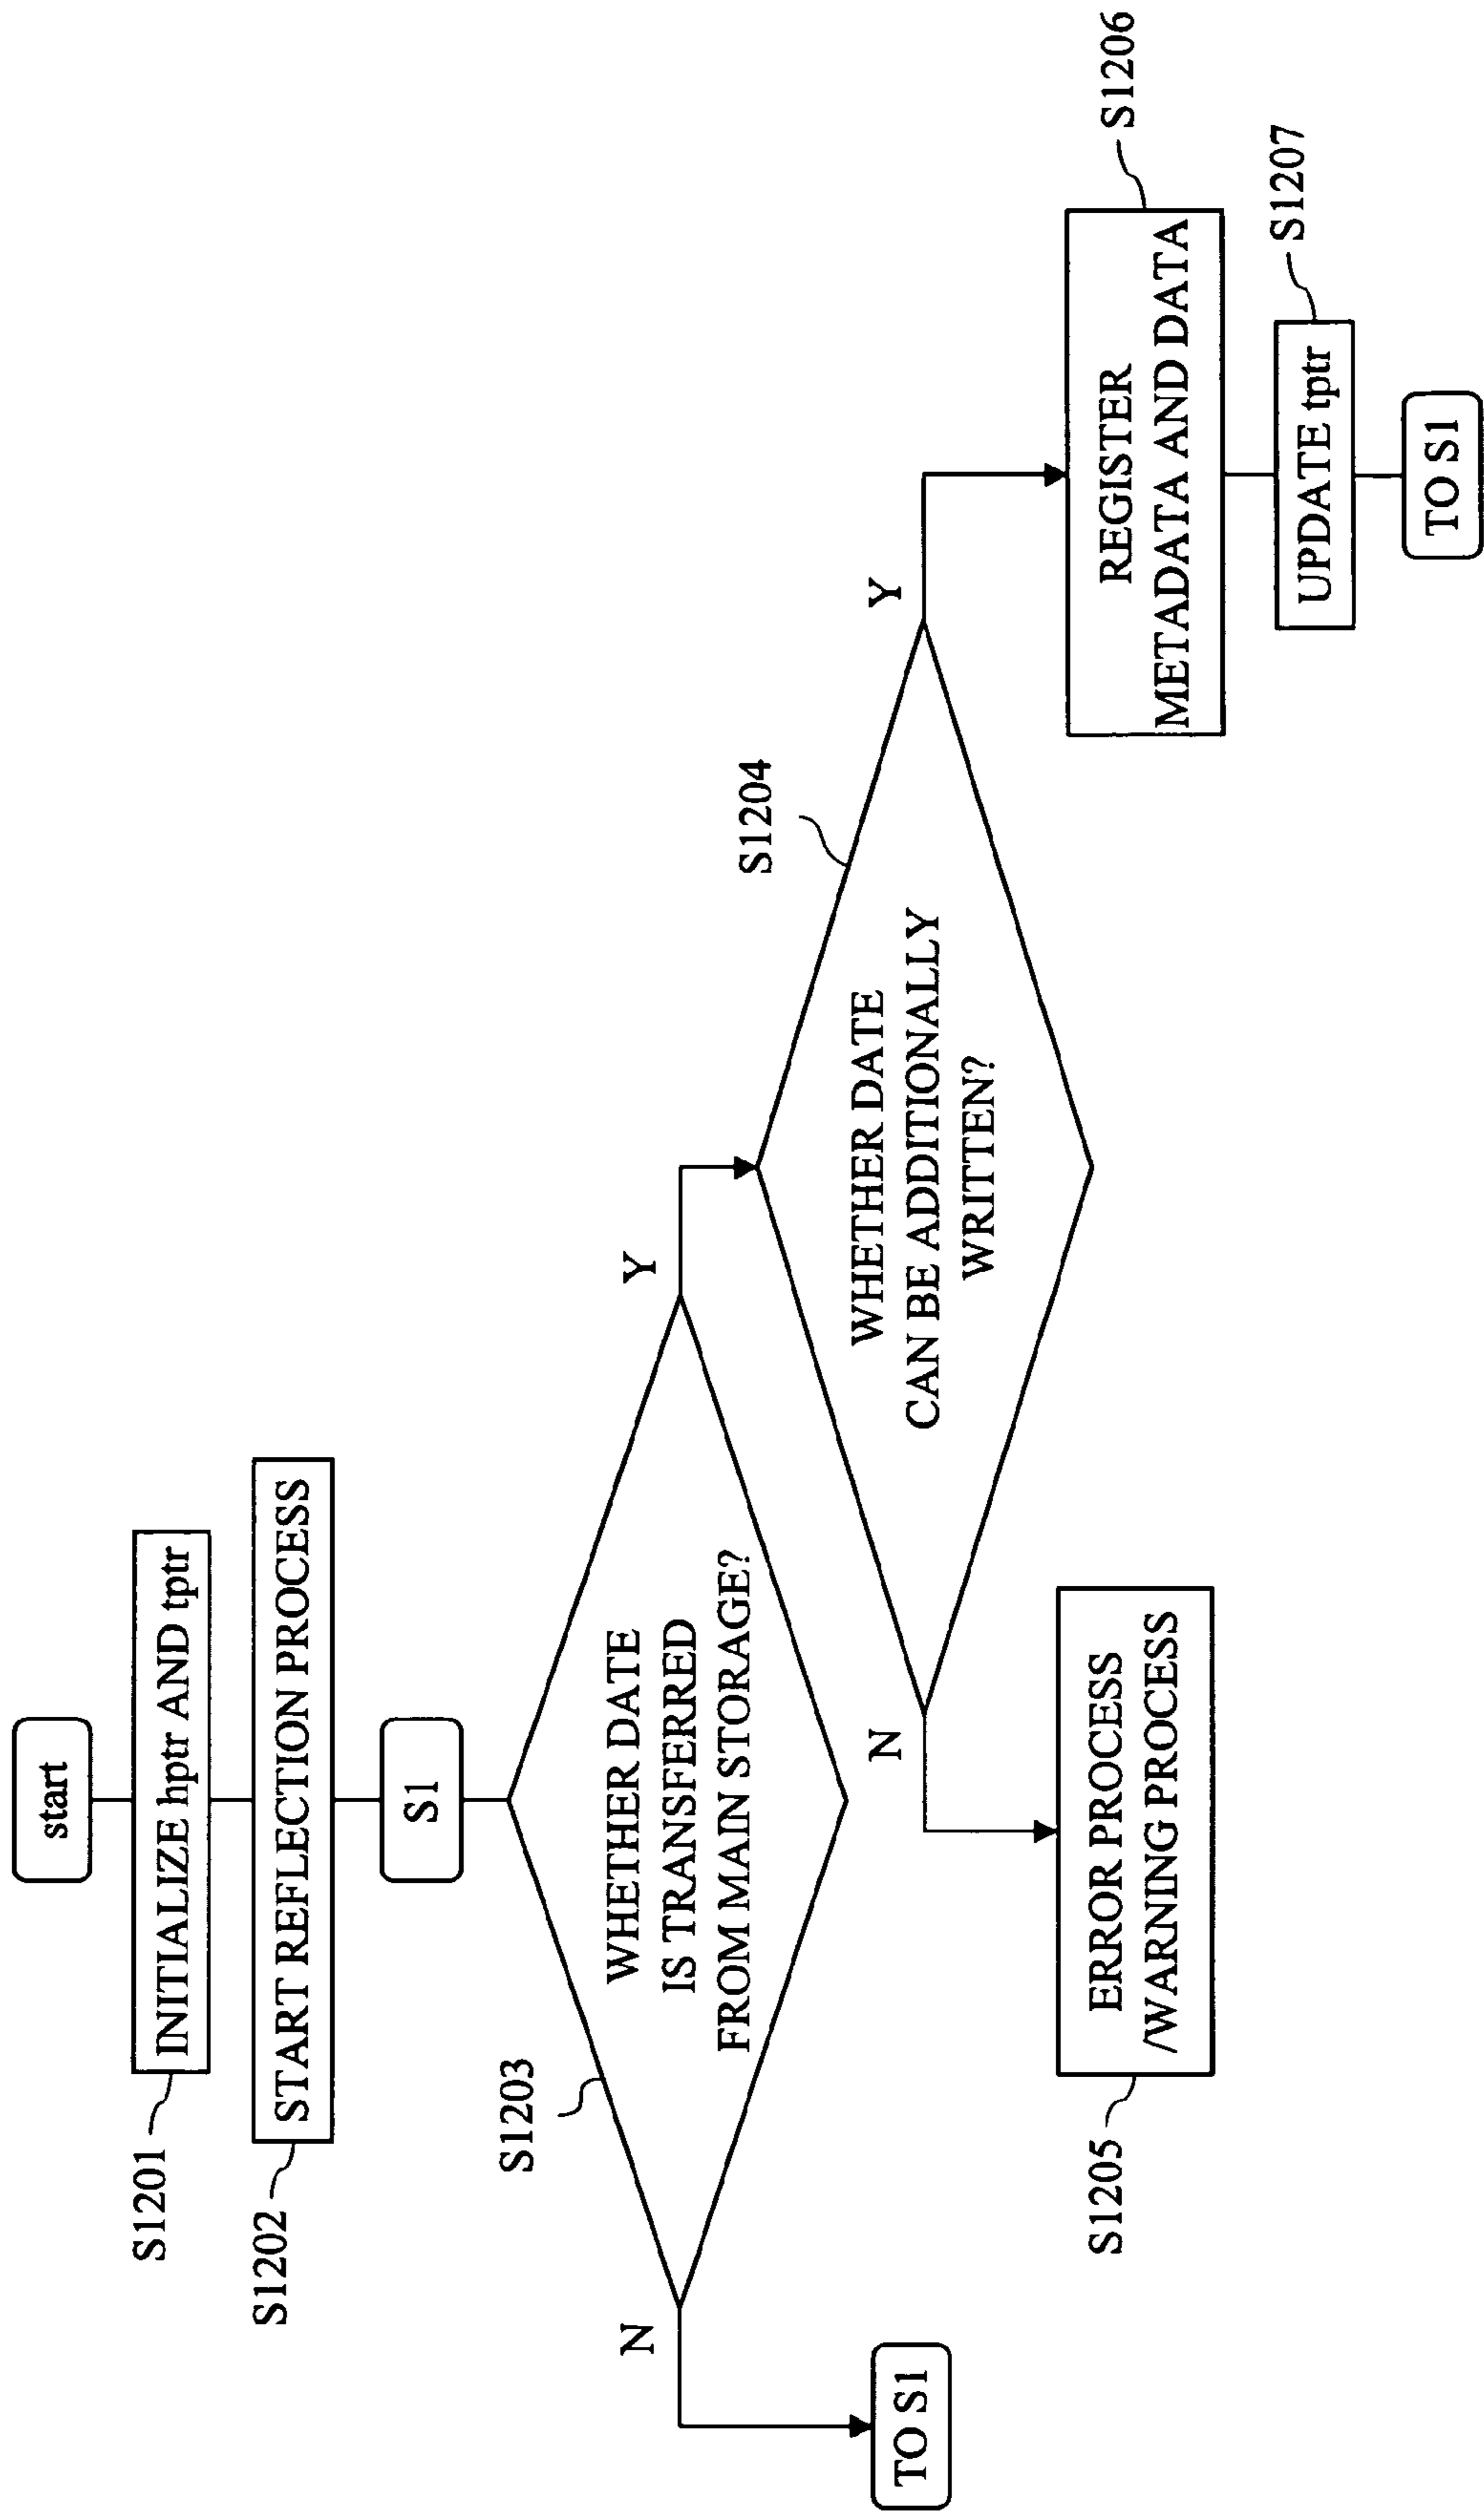 start
S1201
INITIALIZE hptr AND tptr
S1202
START REFLECTION PROCESS
S1
S1203
WHETHER DATE
IS TRANSFERRED
FROM MAIN STORAGE?
N
Y
TO S1
S1204
WHETHER DATE
CAN BE ADDITIONALLY
WRITTEN?
N
Y
S1205
ERROR PROCESS
/WARNING PROCESS
REGISTER
METADATA AND DATA
S1206
UPDATE tptr
S1207
TO S1